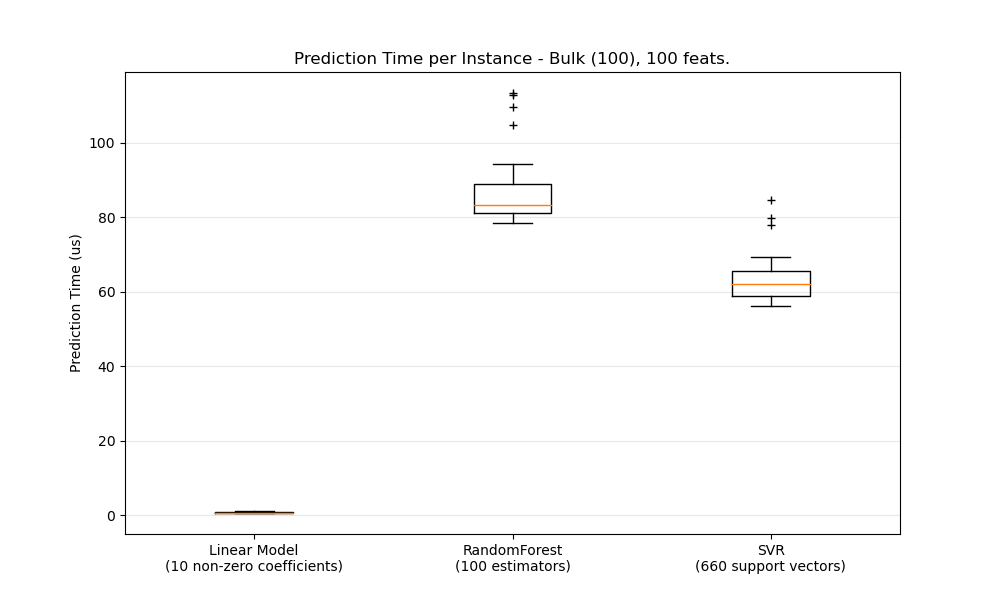 Prediction Time per Instance - Bulk (100), 100 feats.
Prediction Time (us)
100
80
60
40
20
0
Linear Model
(10 non-zero coefficients)
RandomForest
(100 estimators)
SVR
(660 support vectors)